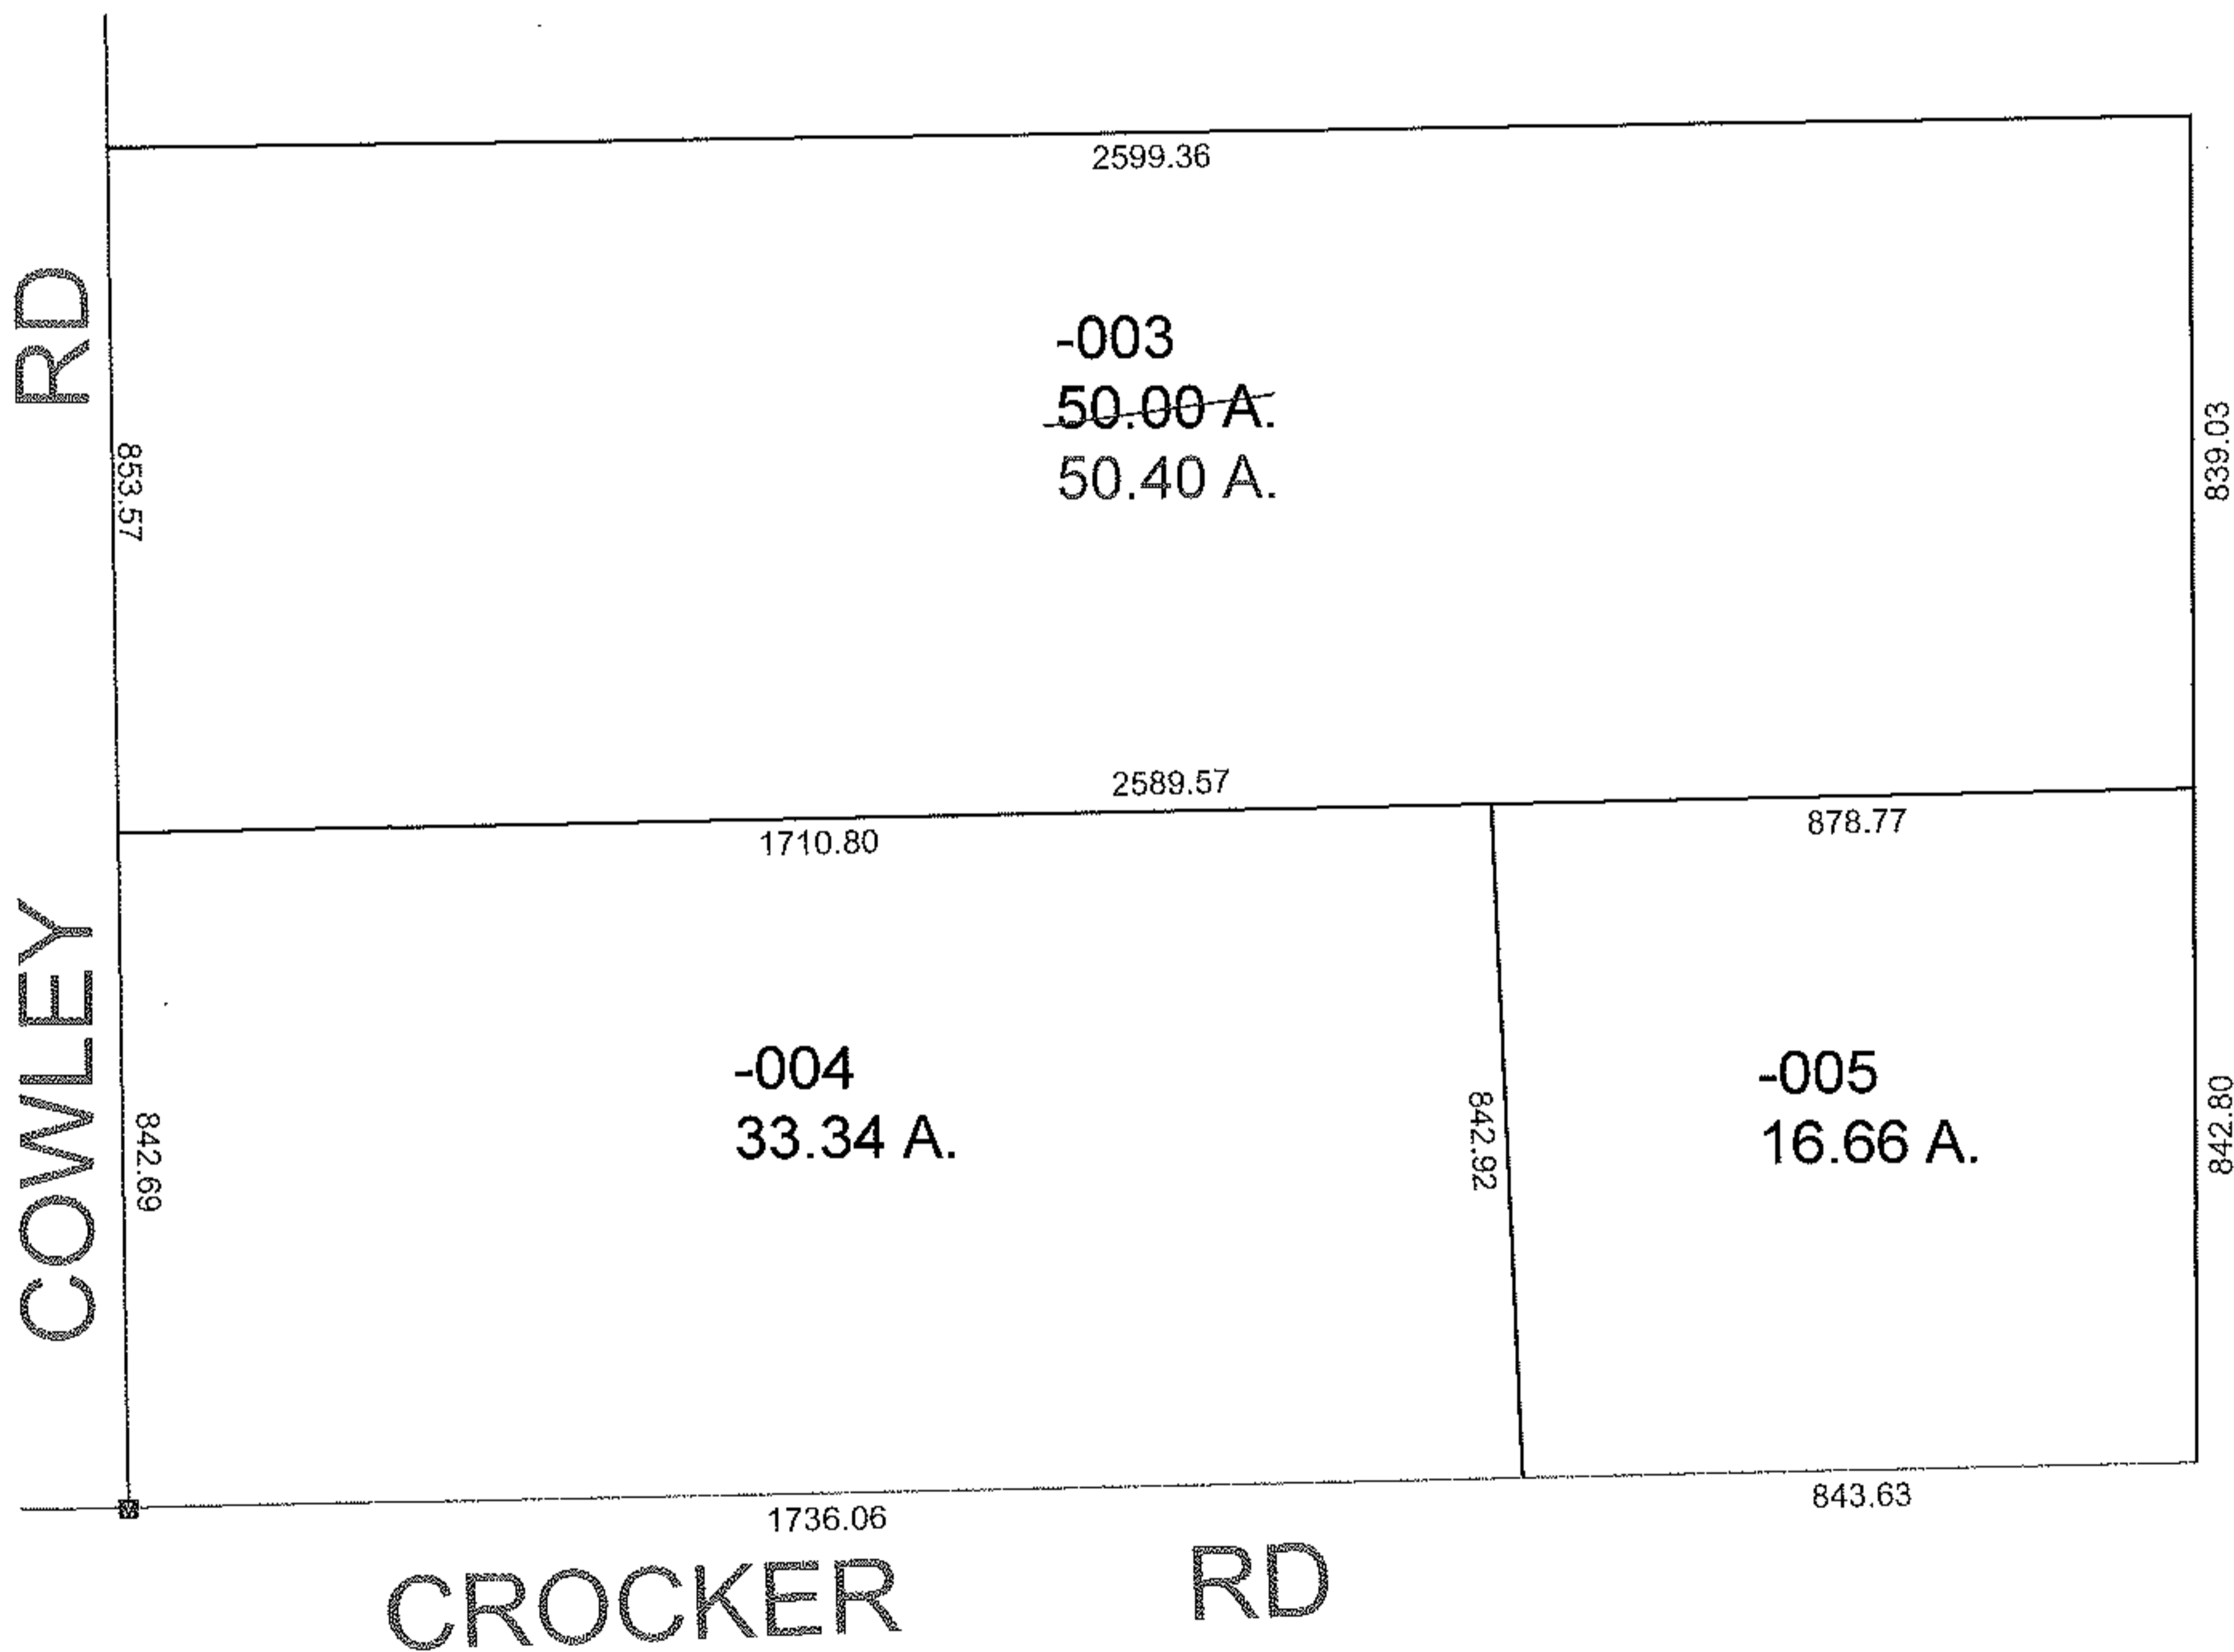 2599.36
RD
-003
50.00 A.
50.40 A.
853.57
839.03
2589.57
1710.80
878.77
COWLEY
-004
33.34 A.
-005
16.66 A.
842.69
842.92
842.80
1736.06
843.63
CROCKER RD